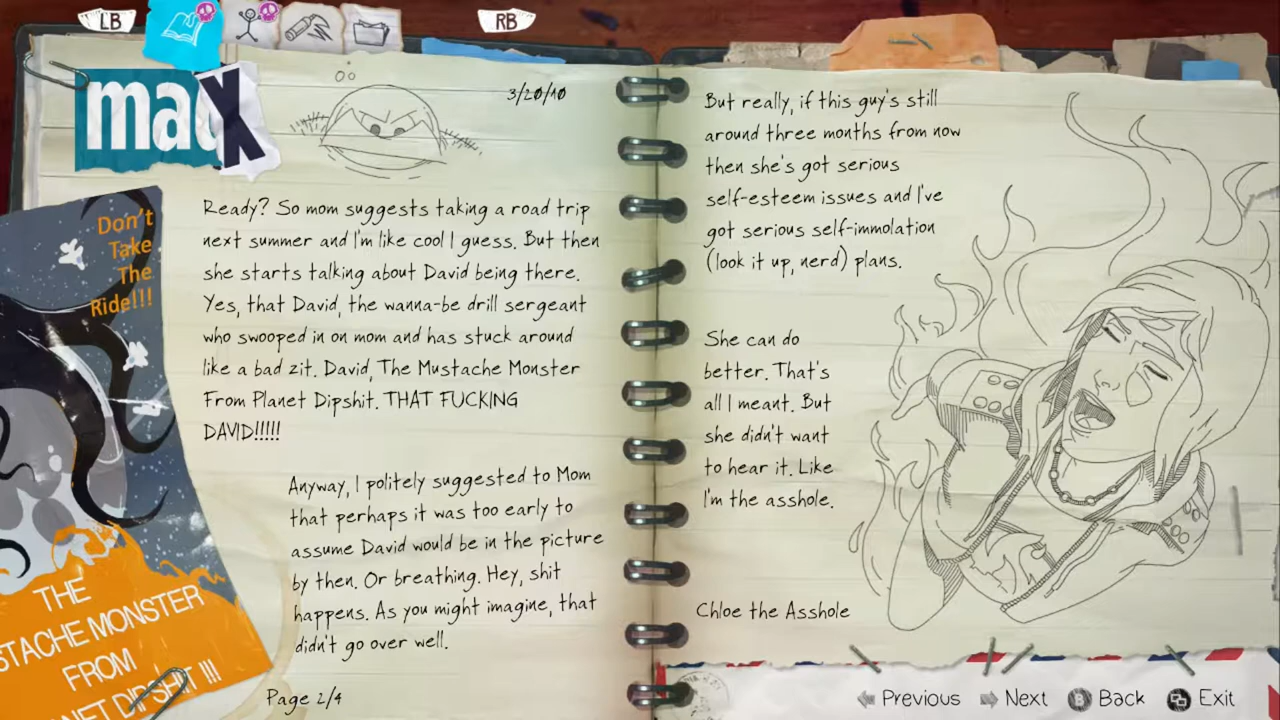 LB
RB
maX
3/20/10
Don't
Take
The
Ride!!!
Ready? So mom suggests taking a road trip
next summer and I'm like cool I guess. But then
she starts talking about David being there.
Yes, that David, the wanna-be drill sergeant
who swooped in on mom and has stuck around
like a bad zit. David, The Mustache Monster
From Planet Dipshit. THAT FUCKING
DAVID!!!!!
Anyway, I politely suggested to Mom
that perhaps it was too early to
assume David would be in the picture
by then. Or breathing. Hey, shit
happens. As you might imagine, that
didn't go over well.
THE
STACHE MONSTER
FROM
NET DIPSHIT !!!
Page 2/4
But really, if this guy's still
around three months from now
then she's got serious
self-esteem issues and I've
got serious self-immolation
(look it up, nerd) plans.
She can do
better. That's
all I meant. But
she didn't want
to hear it. Like
I'm the asshole.
Chloe the Asshole
Previous
Next
B Back
Exit